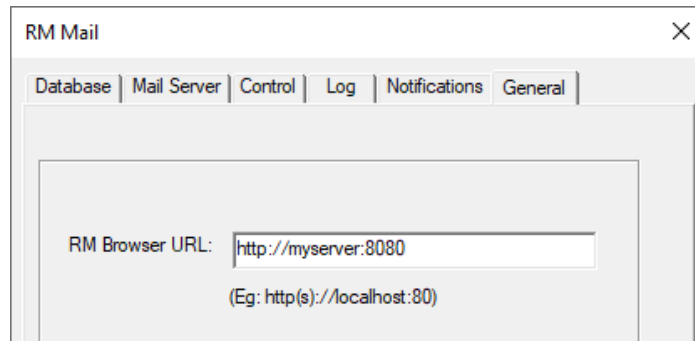 RM Mail
Database Mail Server Control Log Notifications General
RM Browser URL: http://myserver:8080
(Eg: http(s)://localhost:80)